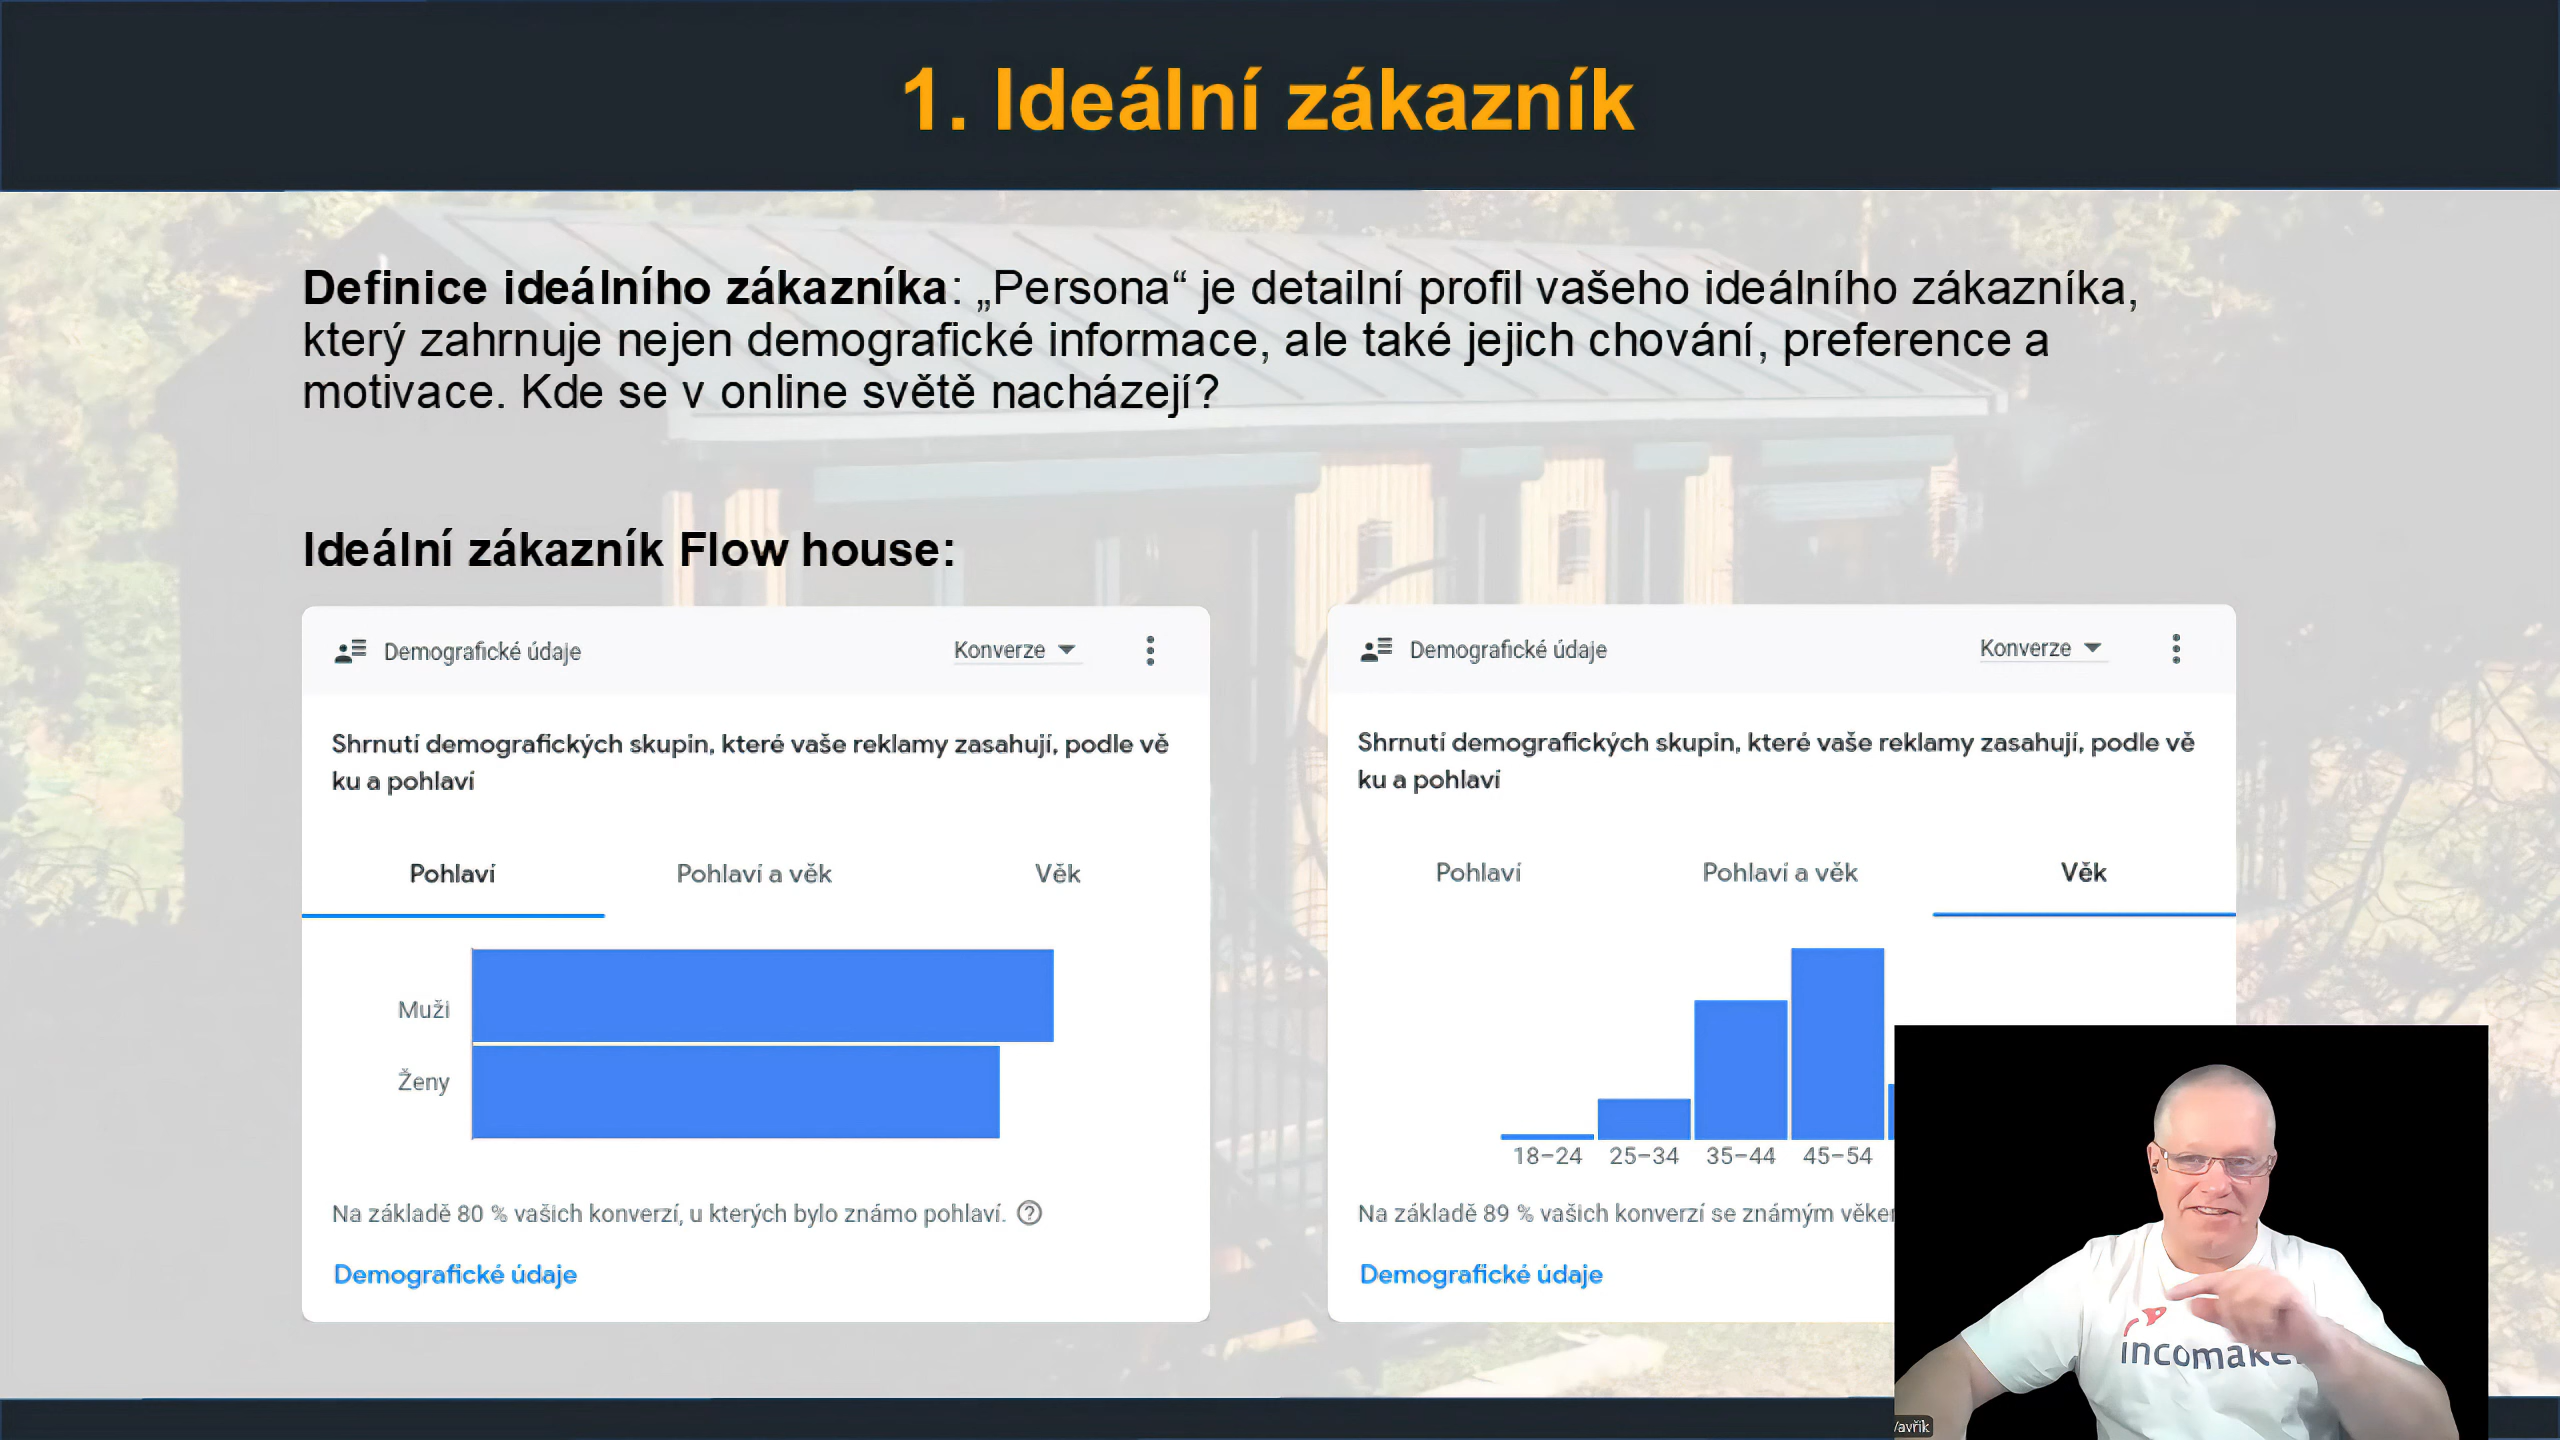 1. Ideální zákazník
Definice ideálního zákazníka: „Persona“ je detailní profil vašeho ideálního zákazníka,
který zahrnuje nejen demografické informace, ale také jejich chování, preference a
motivace. Kde se v online světě nacházejí?
Ideální zákazník Flow house:
Demografické údaje
Konverze
Shrnutí demografických skupin, které vaše reklamy zasahují, podle vě
ku a pohlaví
Pohlaví
Pohlaví a věk
Věk
Muži
Ženy
Na základě 80 % vašich konverzí, u kterých bylo známo pohlaví.
Demografické údaje
Demografické údaje
Konverze
Shrnutí demografických skupin, které vaše reklamy zasahují, podle vě
ku a pohlaví
Pohlaví
Pohlaví a věk
Věk
18–24
25–34
35–44
45–54
Na základě 89 % vašich konverzí se známým
Demografické údaje